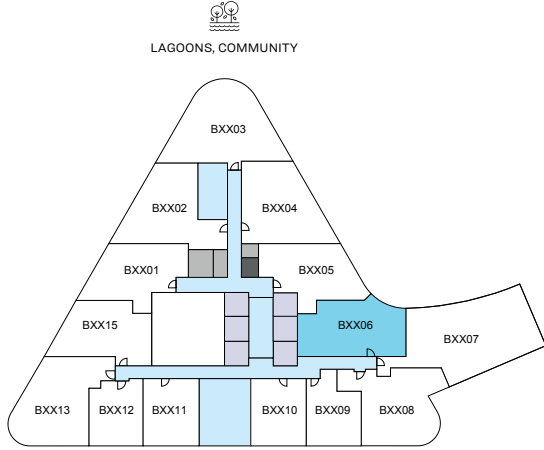 LAGOONS, COMMUNITY
BXX03
BXX02
BXX04
BXX01
BXX05
BXX15
BXX06
BXX07
BXX13
BXX12
BXX11
BXX10
BXX09
BXX08